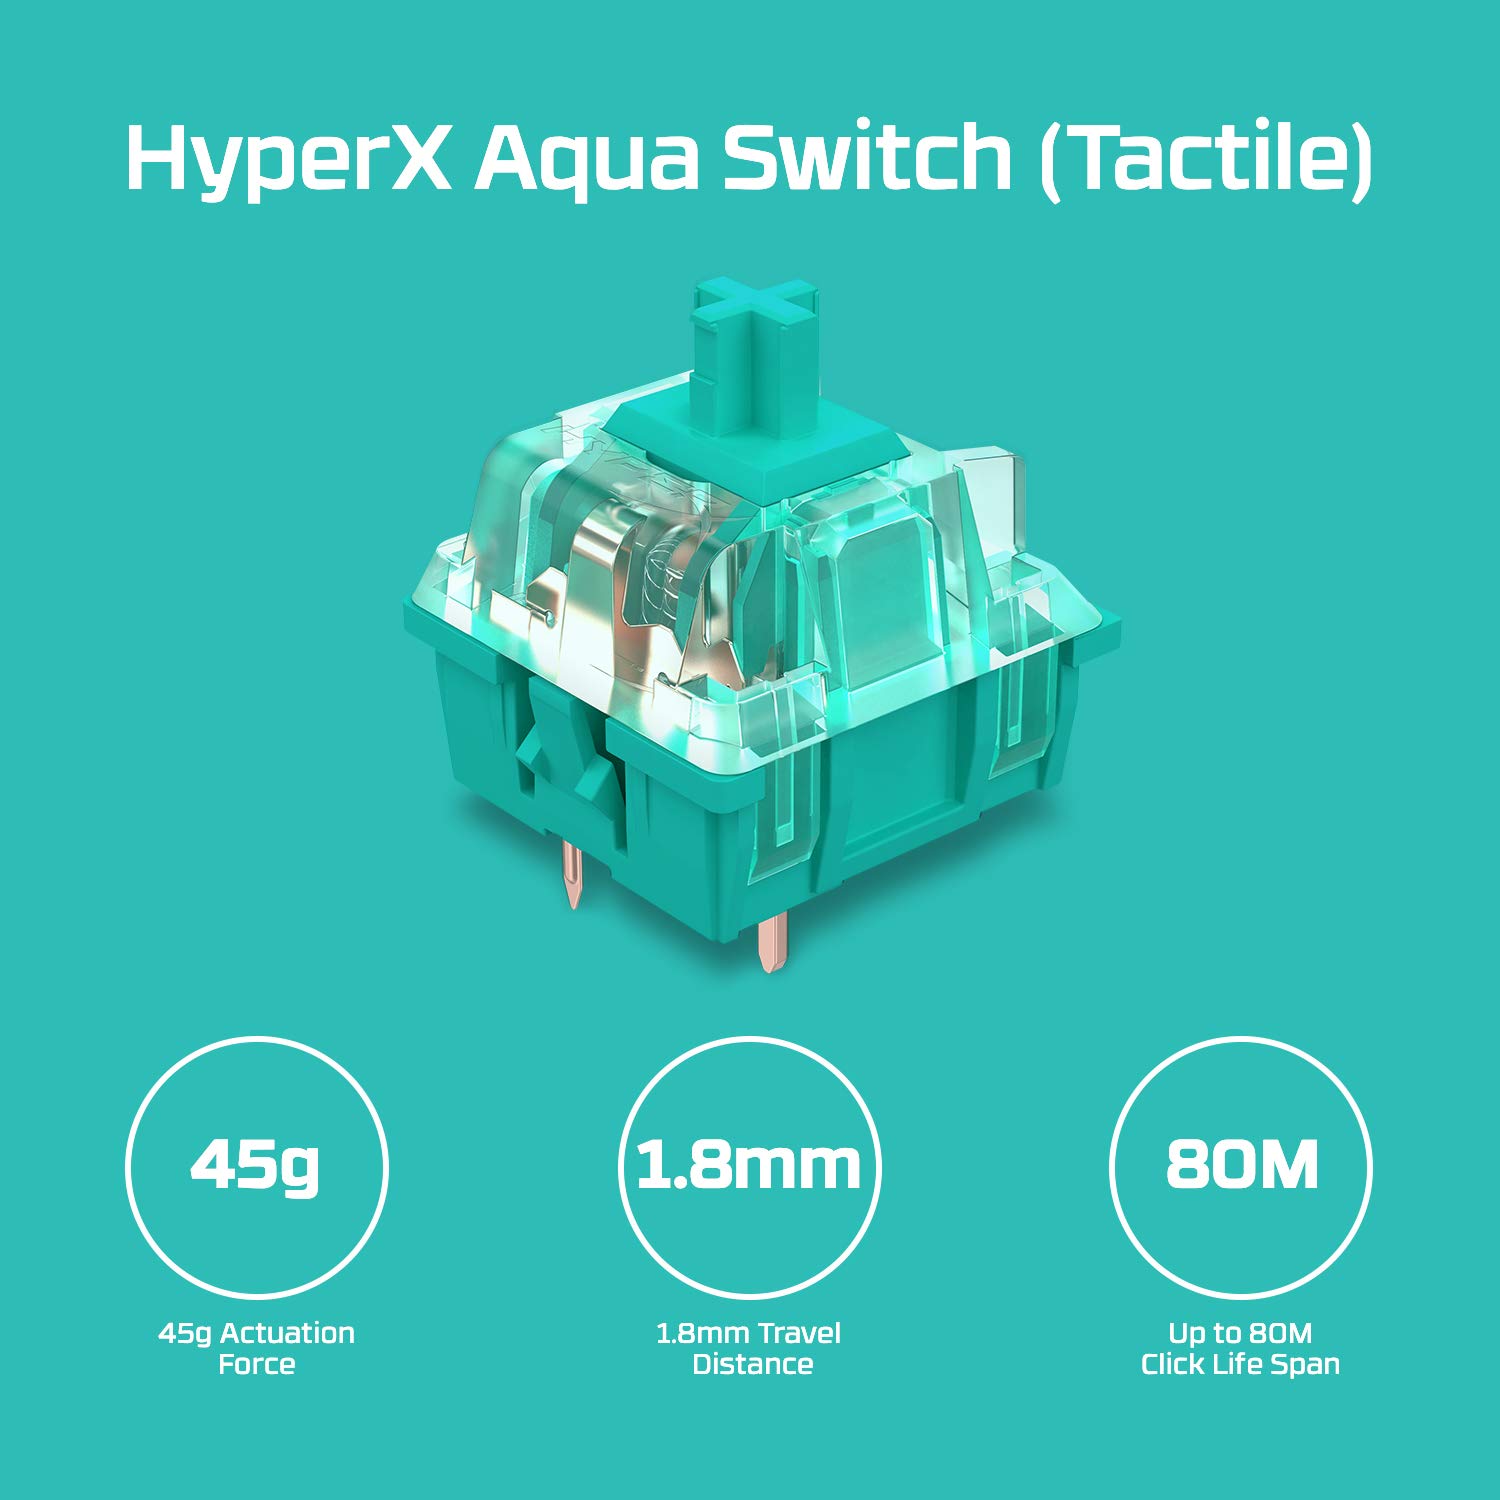 HyperX Aqua Switch (Tactile)
45g
1.8mm
80M
45g Actuation
Force
1.8mm Travel
Distance
Up to 80M
Click Life Span